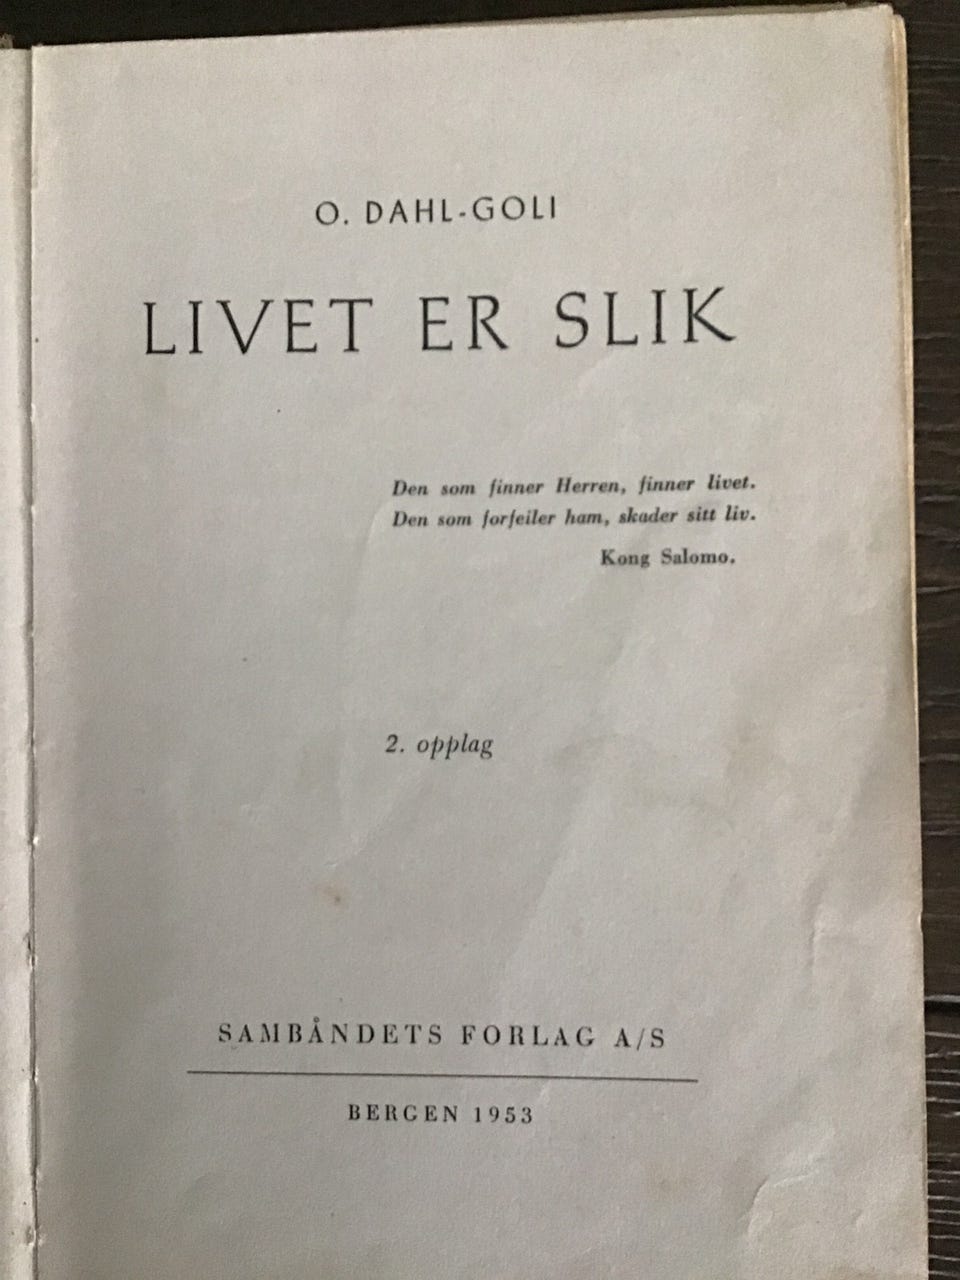 O. DAHL-GOLI
LIVET ER SLIK
Den som finner Herren, finner livet.
Den som forfeiler ham, skader sitt liv.
Kong Salomo.
2. opplag
SAMBÅNDETS FORLAG A/S
BERGEN 1953